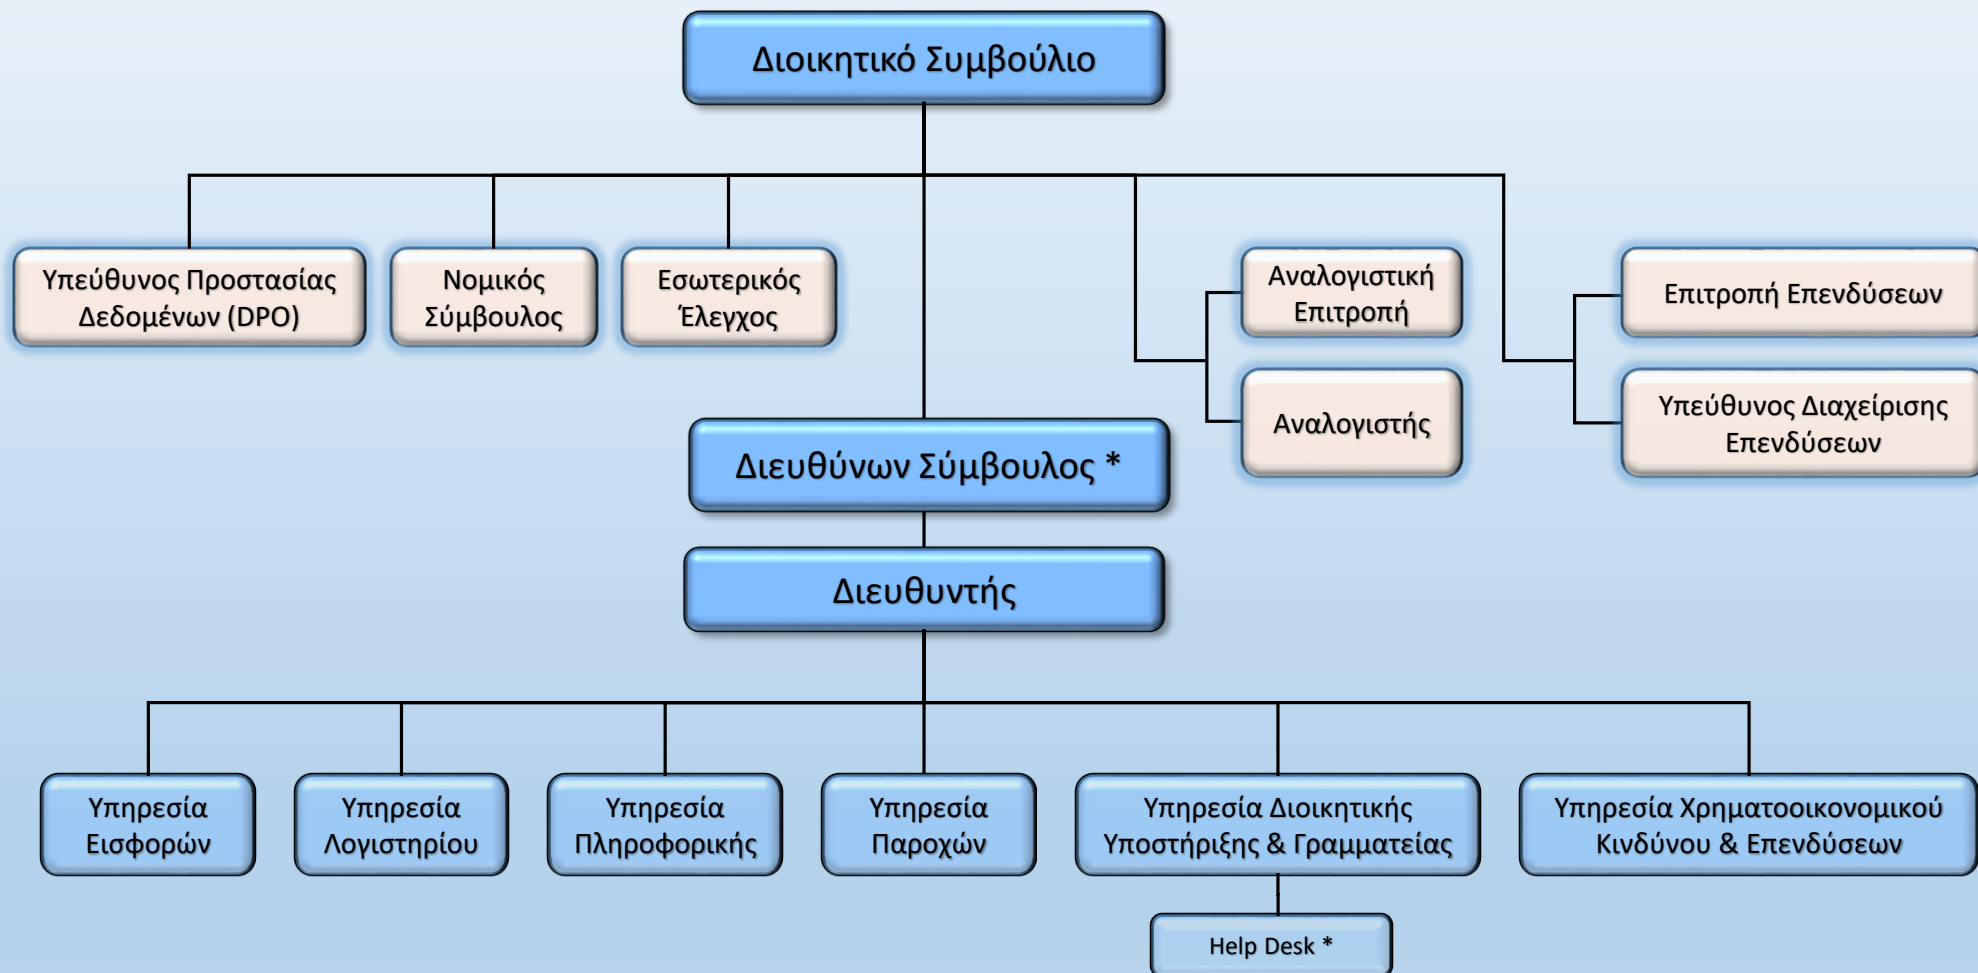 Διοικητικό Συμβούλιο
Υπεύθυνος Προστασίας
Δεδομένων (DPO)
Νομικός
Σύμβουλος
Εσωτερικός
Έλεγχος
Αναλογιστική
Επιτροπή
Επιτροπή Επενδύσεων
Αναλογιστής
Υπεύθυνος Διαχείρισης
Επενδύσεων
Διευθύνων Σύμβουλος *
Διευθυντής
Υπηρεσία
Εισφορών
Υπηρεσία
Λογιστηρίου
Υπηρεσία
Πληροφορικής
Υπηρεσία
Παροχών
Υπηρεσία Διοικητικής
Υποστήριξης & Γραμματείας
Υπηρεσία Χρηματοοικονομικού
Κινδύνου & Επενδύσεων
Help Desk *